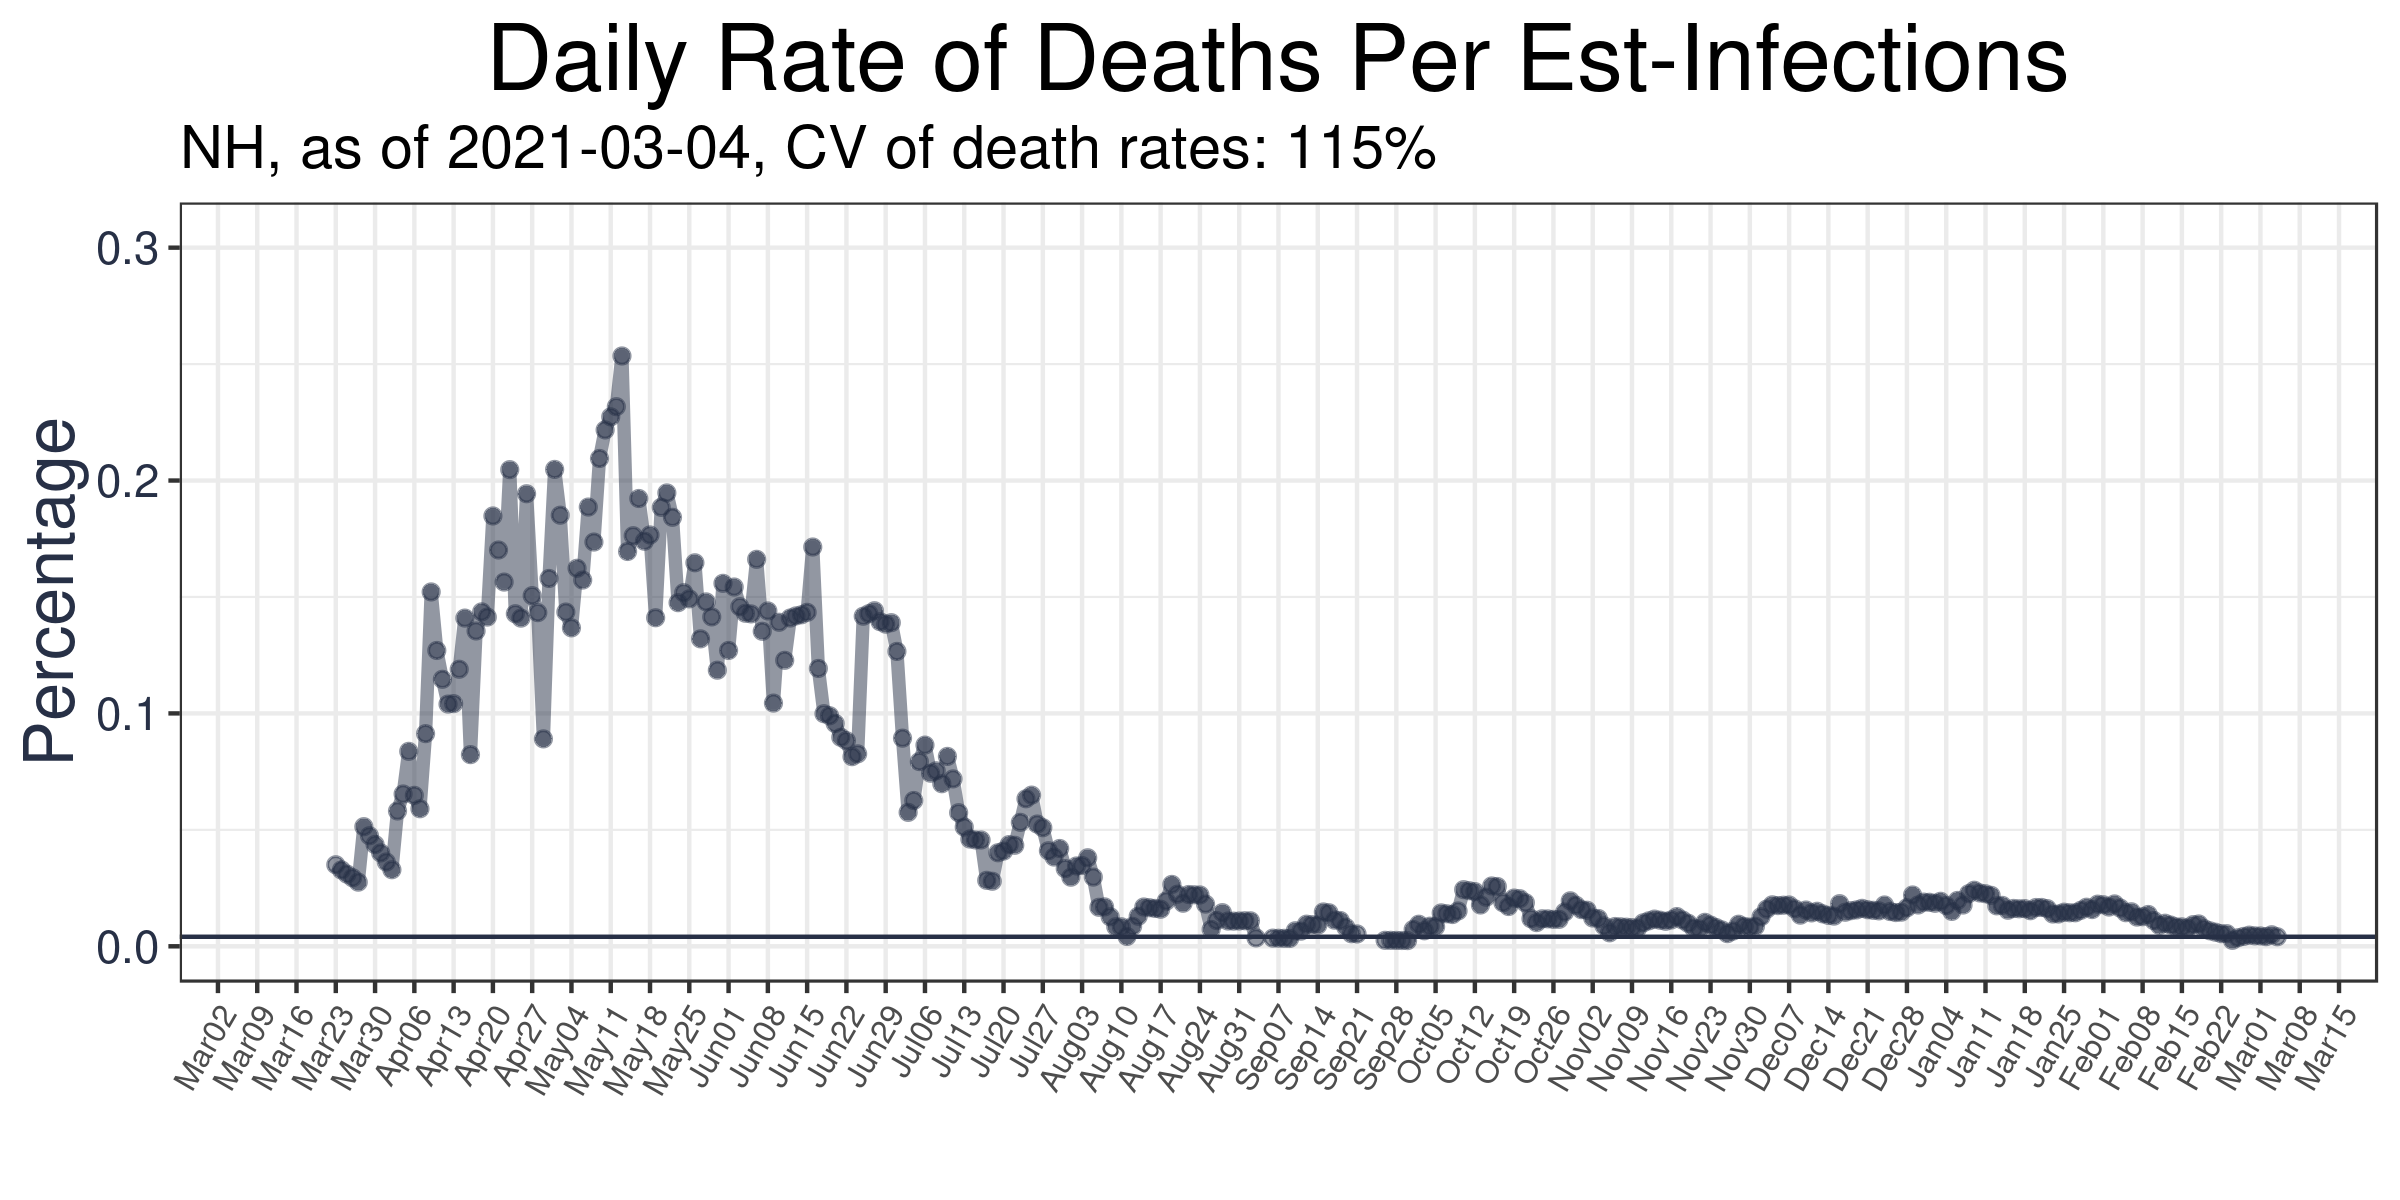 Daily Rate of Deaths Per Est-Infections
NH, as of 2021-03-04, CV of death rates: 115%
Percentage
0.3
0.2
0.1
0.0
Mar02
Mar09
Mar16
Mar23
Mar30
Apr06
Apr13
Apr20
Apr27
May04
May11
May18
May25
Jun01
Jun08
Jun15
Jun22
Jun29
Jul06
Jul13
Jul20
Jul27
Aug03
Aug10
Aug17
Aug24
Aug31
Sep07
Sep14
Sep21
Sep28
Oct05
Oct12
Oct19
Oct26
Nov02
Nov09
Nov16
Nov23
Nov30
Dec07
Dec14
Dec21
Dec28
Jan04
Jan11
Jan18
Jan25
Feb01
Feb08
Feb15
Feb22
Mar01
Mar08
Mar15